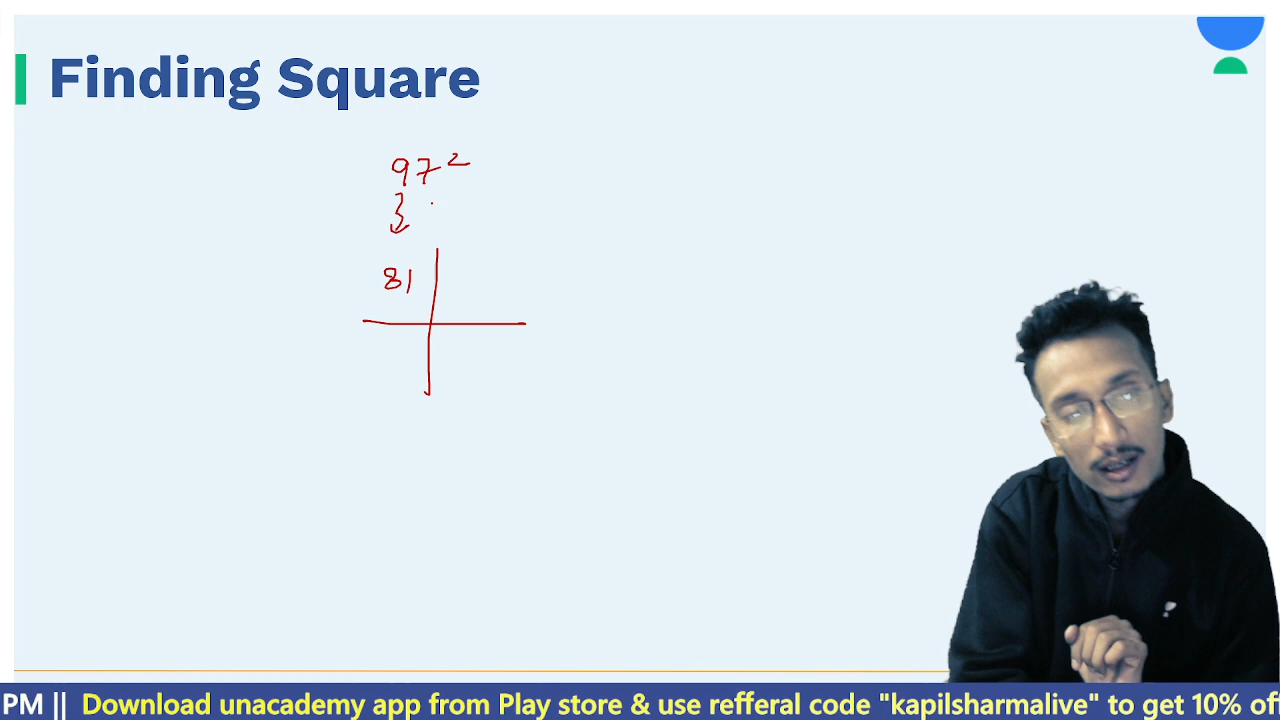 Finding Square
97²
81
PM || Download unacademy app from Play store & use refferal code "kapilsharmalive" to get 10% of